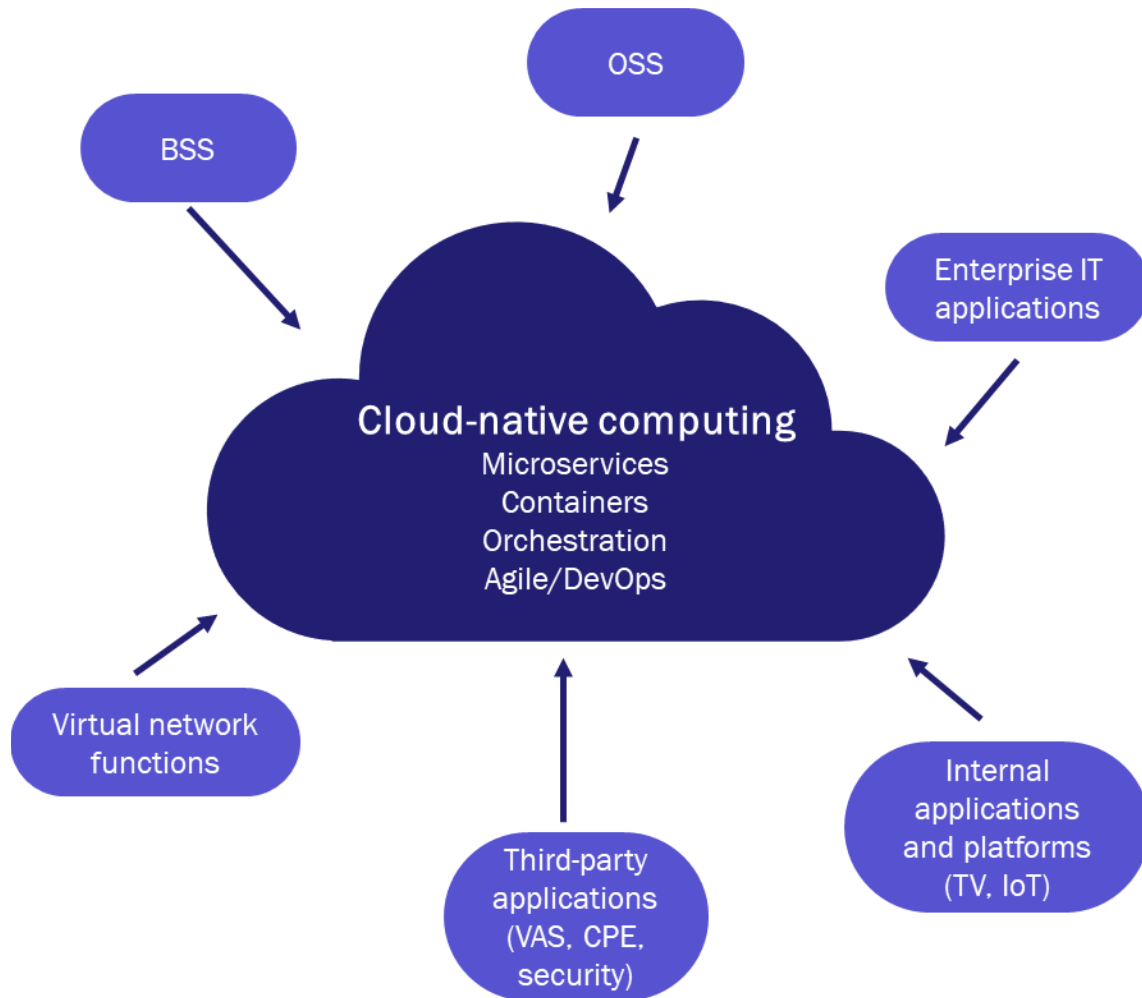 OSS
BSS
Enterprise IT
applications
Cloud-native computing
Microservices
Containers
Orchestration
Agile/DevOps
Virtual network
functions
Internal
applications
and platforms
(TV, IoT)
Third-party
applications
(VAS, CPE,
security)